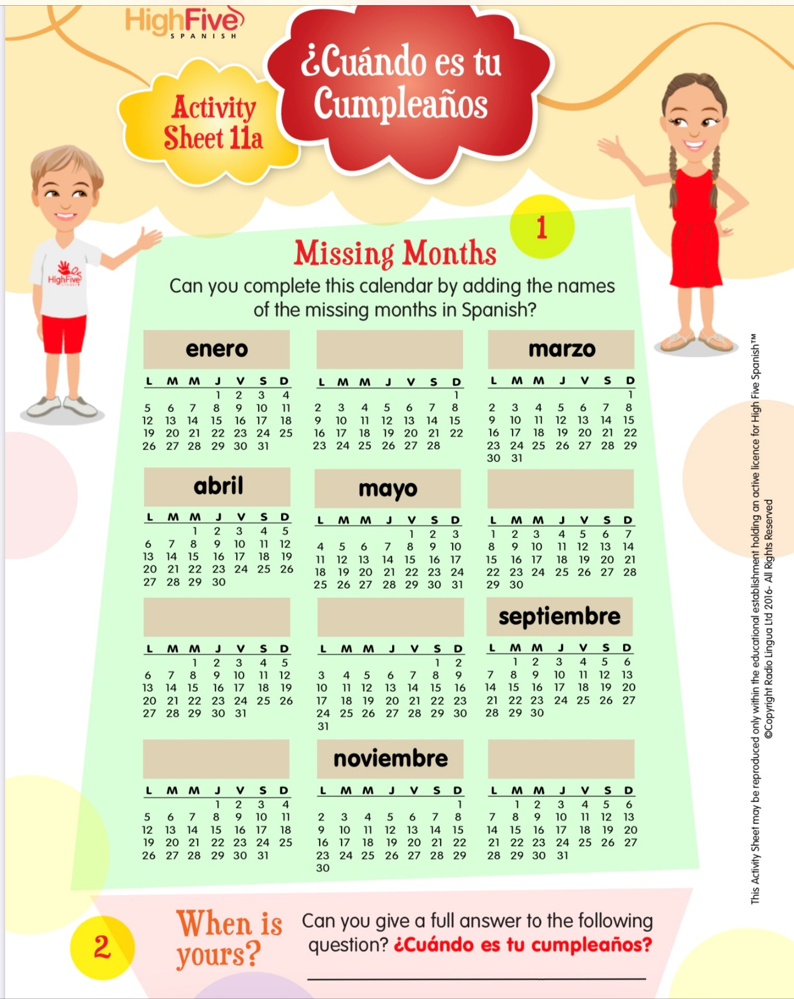 HighFive
SPANISH
¿Cuándo es tu
Cumpleaños
Activity
Sheet 11a
HighFive
1
Missing Months
Can you complete this calendar by adding the names
of the missing months in Spanish?
enero
L M M J V S D
1 2 3 4
5 6 7 8 9 10 11
12 13 14 15 16 17 18
19 20 21 22 23 24 25
26 27 28 29 30 31
L M M J V S D
1
2 3 4 5 6 7 8
9 10 11 12 13 14 15
16 17 18 19 20 21 22
23 24 25 26 27 28
marzo
L M M J V S D
1
2 3 4 5 6 7 8
9 10 11 12 13 14 15
16 17 18 19 20 21 22
23 24 25 26 27 28 29
30 31
abril
L M M J V S D
1 2 3 4 5
6 7 8 9 10 11 12
13 14 15 16 17 18 19
20 21 22 23 24 25 26
27 28 29 30
mayo
L M M J V S D
1 2 3
4 5 6 7 8 9 10
11 12 13 14 15 16 17
18 19 20 21 22 23 24
25 26 27 28 29 30 31
L M M J V S D
1 2 3 4 5 6 7
8 9 10 11 12 13 14
15 16 17 18 19 20 21
22 23 24 25 26 27 28
29 30
L M M J V S D
1 2 3 4 5
6 7 8 9 10 11 12
13 14 15 16 17 18 19
20 21 22 23 24 25 26
27 28 29 30 31
L M M J V S D
1 2
3 4 5 6 7 8 9
10 11 12 13 14 15 16
17 18 19 20 21 22 23
24 25 26 27 28 29 30
31
septiembre
L M M J V S D
1 2 3 4 5 6
7 8 9 10 11 12 13
14 15 16 17 18 19 20
21 22 23 24 25 26 27
28 29 30
L M M J V S D
1 2 3 4
5 6 7 8 9 10 11
12 13 14 15 16 17 18
19 20 21 22 23 24 25
26 27 28 29 30 31
noviembre
L M M J V S D
1
2 3 4 5 6 7 8
9 10 11 12 13 14 15
16 17 18 19 20 21 22
23 24 25 26 27 28 29
30
L M M J V S D
1 2 3 4 5 6
7 8 9 10 11 12 13
14 15 16 17 18 19 20
21 22 23 24 25 26 27
28 29 30 31
2
When is
yours?
Can you give a full answer to the following
question? ¿Cuándo es tu cumpleaños?
This Activity Sheet may be reproduced only within the educational establishment holding an active licence for High Five Spanish™
©Copyright Radio Lingua Ltd 2016- All Rights Reserved